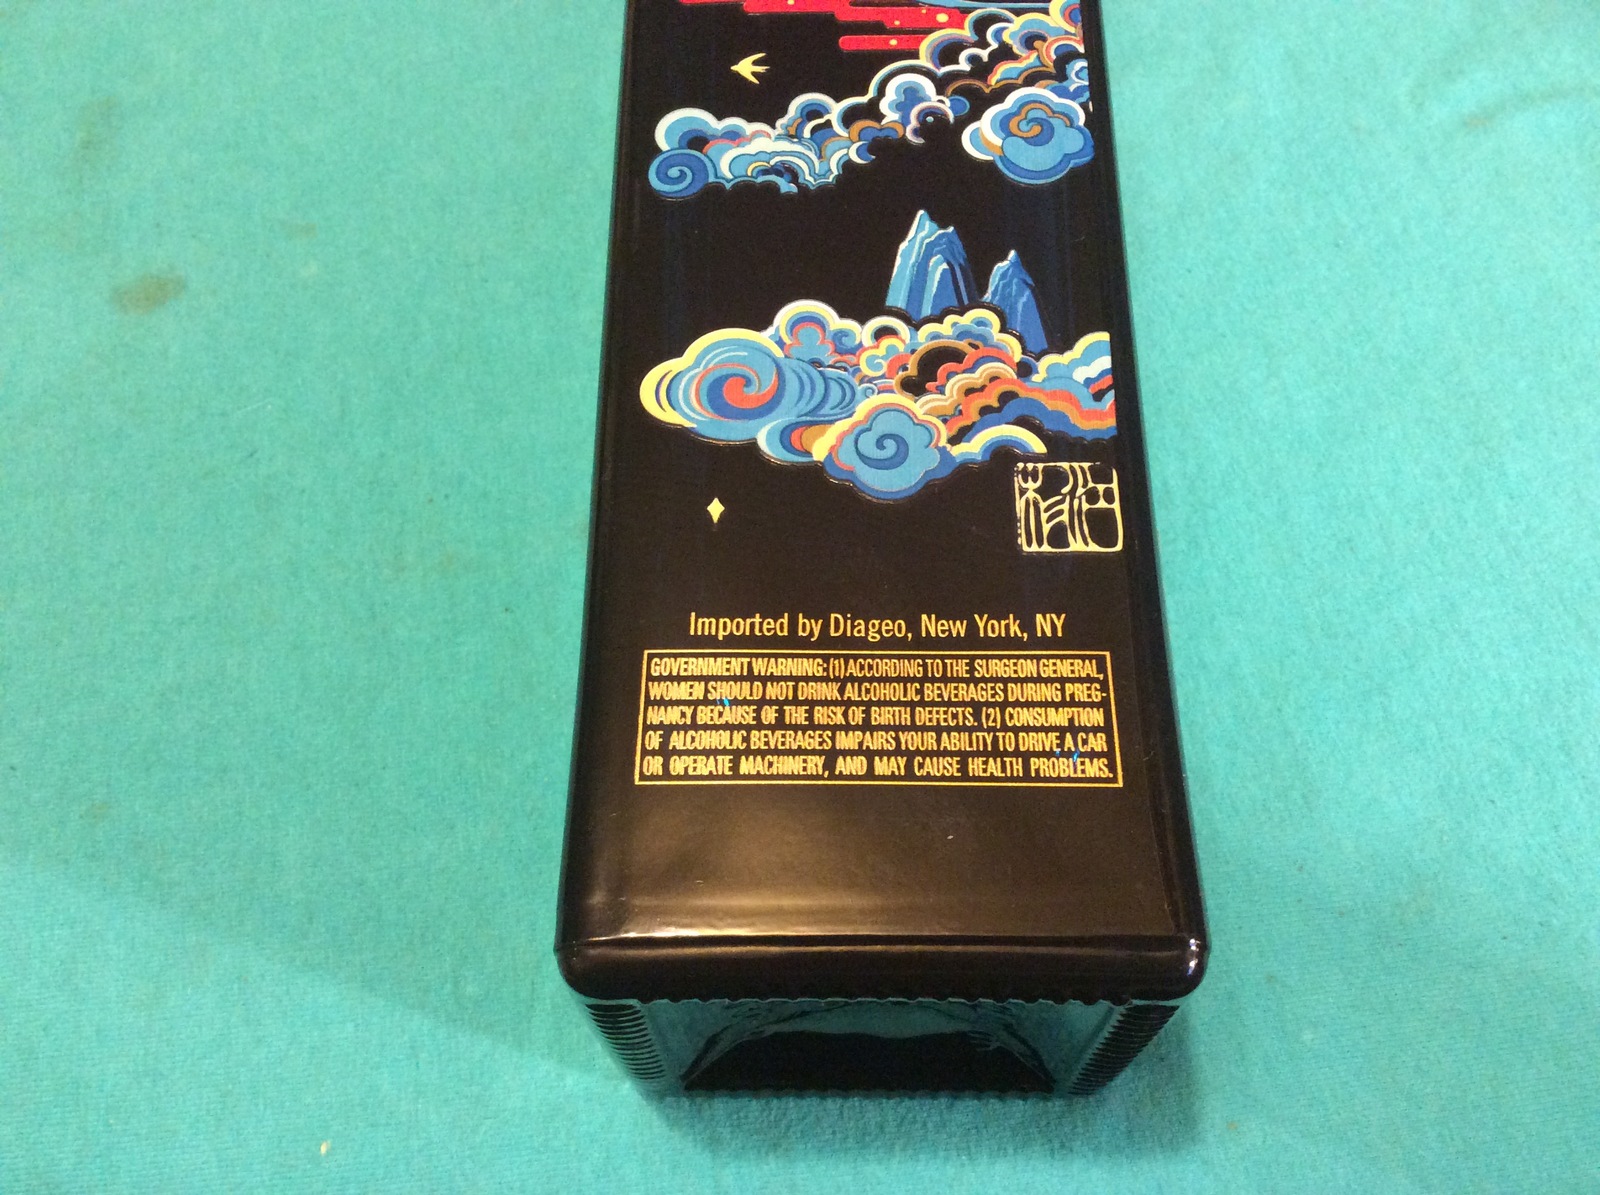 Imported by Diageo, New York, NY
GOVERNMENT WARNING: (1) ACCORDING TO THE SURGEON GENERAL,
WOMEN SHOULD NOT DRINK ALCOHOLIC BEVERAGES DURING PREG-
NANCY BECAUSE OF THE RISK OF BIRTH DEFECTS. (2) CONSUMPTION
OF ALCOHOLIC BEVERAGES IMPAIRS YOUR ABILITY TO DRIVE A CAR
OR OPERATE MACHINERY, AND MAY CAUSE HEALTH PROBLEMS.